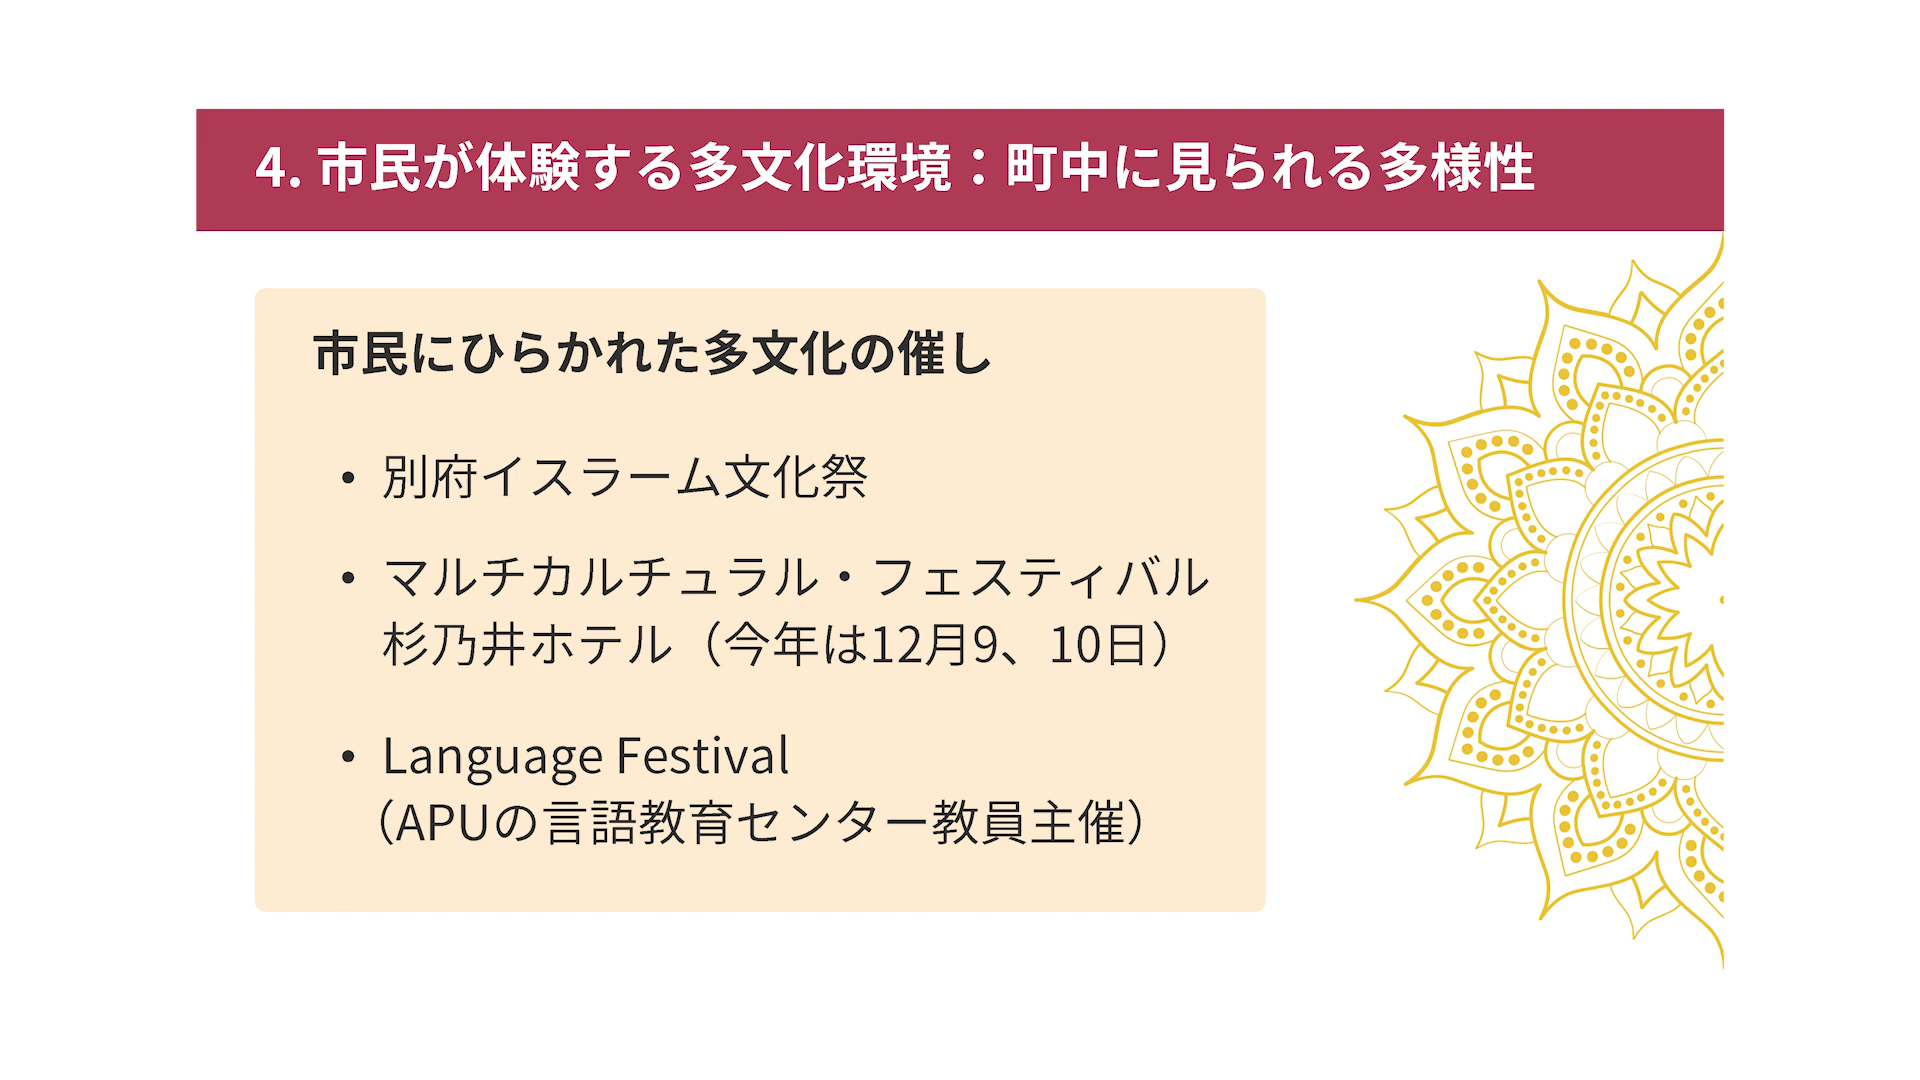 4. 市民が体験する多文化環境：町中に見られる多様性
市民にひらかれた多文化の催し
• 別府イスラーム文化祭
• マルチカルチュラル・フェスティバル
杉乃井ホテル（今年は12月9、10日）
• Language Festival
（APUの言語教育センター教員主催）